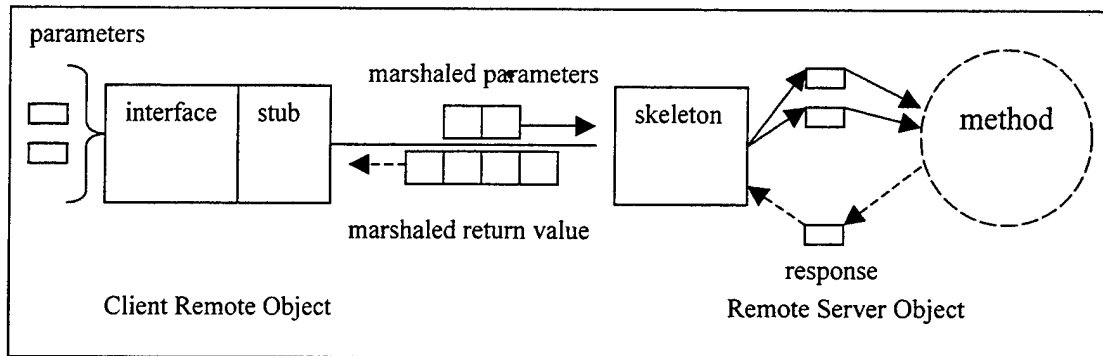 parameters
marshaled parameters
interface
stub
skeleton
method
marshaled return value
response
Client Remote Object
Remote Server Object